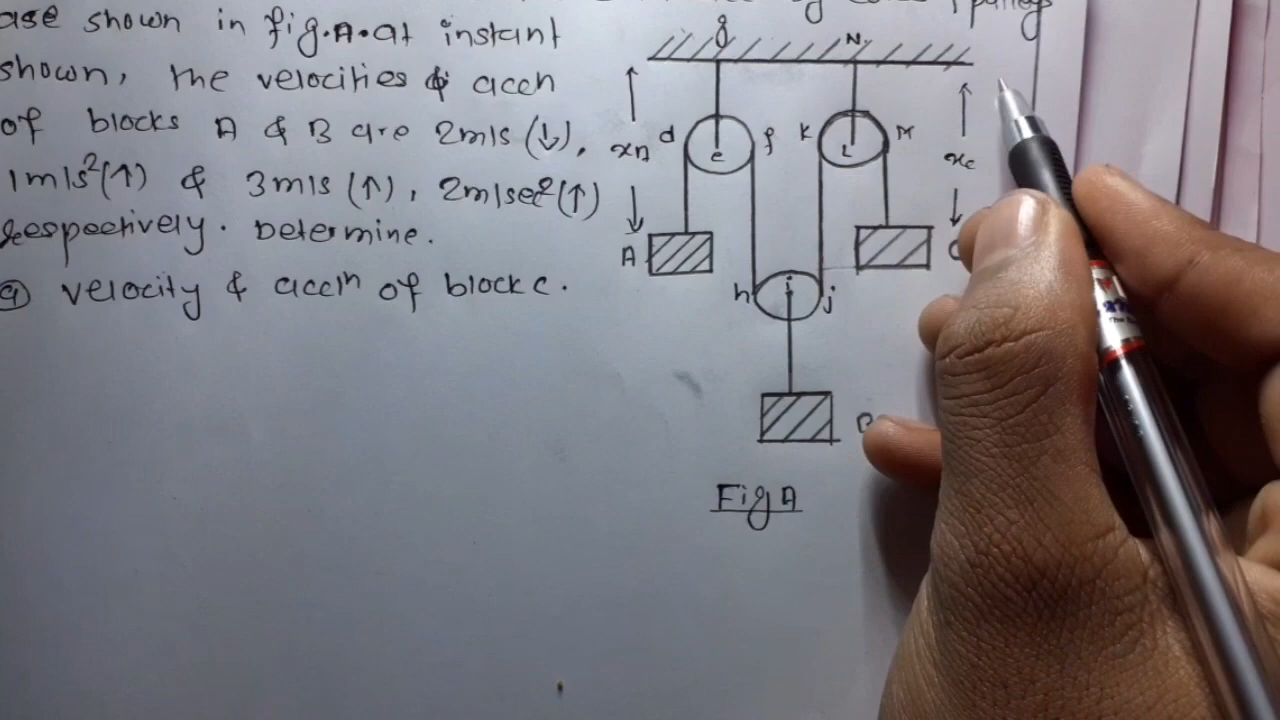 ase shown in fig.A.at instant
shown, the velocities & accn
of blocks A & B are 2m/s (↓),
1m/s²(↑) & 3m/s (↑), 2m/sec²(↑)
Respectively. Determine.
a) velocity & accln of block c.
g
N
d
e
f
k
L
M
xA
xc
A
C
h
i
j
B
Fig A